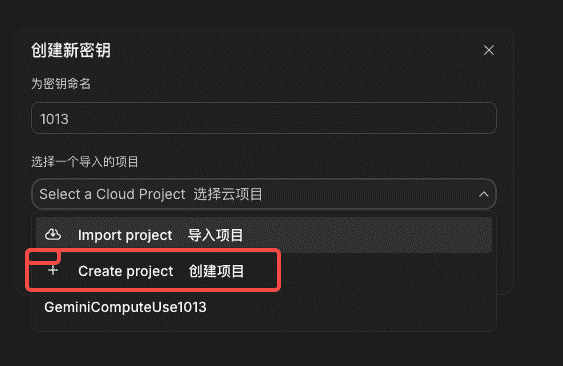 创建新密钥
为密钥命名
1013
选择一个导入的项目
Select a Cloud Project 选择云项目
Import project 导入项目
Create project 创建项目
GeminiComputeUse1013